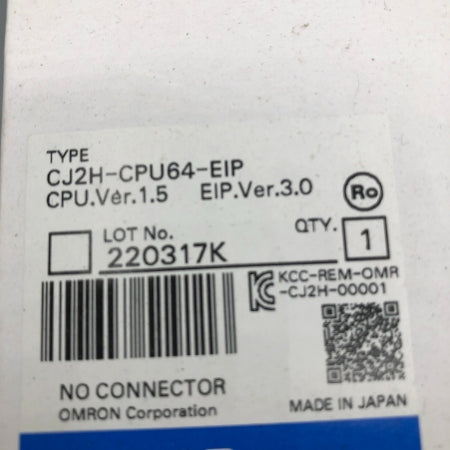 TYPE
CJ2H-CPU64-EIP
CPU.Ver.1.5 EIP.Ver.3.0 Ro
LOT No. QTY.
220317K 1
KCC-REM-OMR
-CJ2H-00001
NO CONNECTOR
OMRON Corporation MADE IN JAPAN